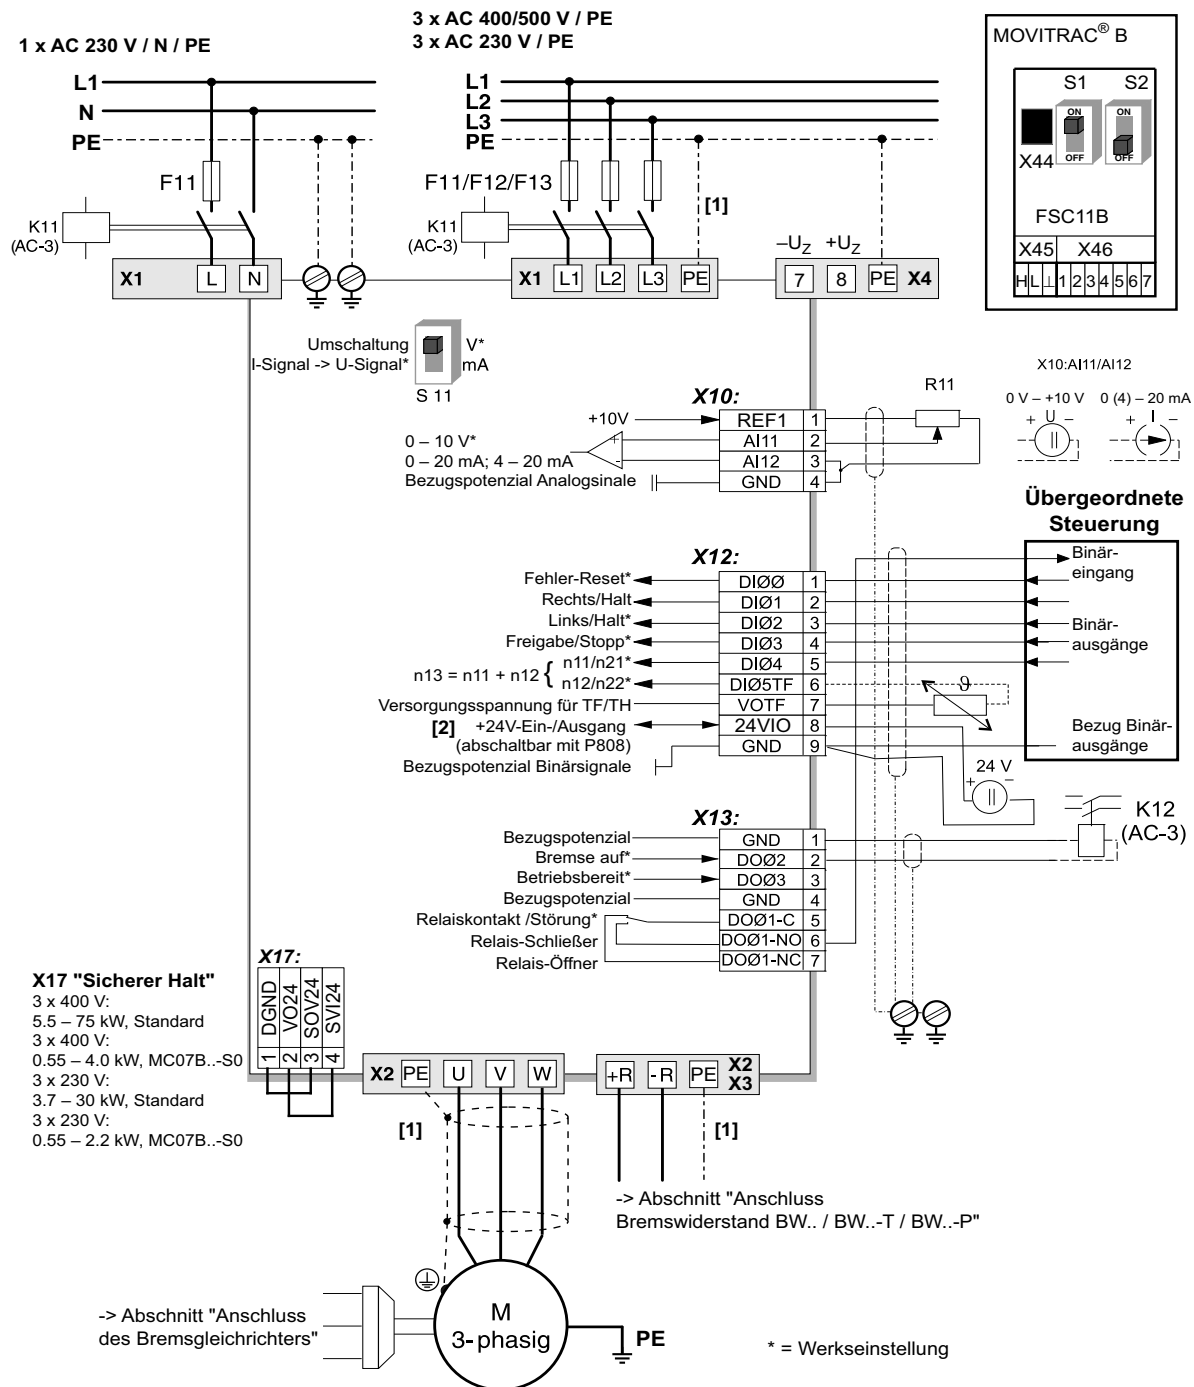 1 x AC 230 V / N / PE
3 x AC 400/500 V / PE
3 x AC 230 V / PE
L1
N
PE
F11
K11
(AC-3)
X1 L N
L1
L2
L3
PE
F11/F12/F13
[1]
K11
(AC-3)
X1 L1 L2 L3 PE
–UZ +UZ
7 8 PE X4
MOVITRAC® B
S1 S2
ON ON
OFF OFF
X44
FSC11B
X45 X46
H L ⊥ 1 2 3 4 5 6 7
Umschaltung
I-Signal -> U-Signal*
V*
mA
S 11
X10:
+10V
REF1 1
AI11 2
AI12 3
GND 4
0 – 10 V*
0 – 20 mA; 4 – 20 mA
+
-
Bezugspotenzial Analogsinale
R11
X10:AI11/AI12
0 V – +10 V 0 (4) – 20 mA
+ U –
+ I –
Übergeordnete
Steuerung
Binär-
eingang
Binär-
ausgänge
Bezug Binär-
ausgänge
X12:
Fehler-Reset* DIØØ 1
Rechts/Halt DIØ1 2
Links/Halt* DIØ2 3
Freigabe/Stopp* DIØ3 4
n11/n21* DIØ4 5
n13 = n11 + n12 {
n12/n22* DIØ5TF 6
Versorgungsspannung für TF/TH VOTF 7
[2] +24V-Ein-/Ausgang 24VIO 8
(abschaltbar mit P808) GND 9
Bezugspotenzial Binärsignale
ϑ
24 V
+ –
K12
(AC-3)
X13:
Bezugspotenzial GND 1
Bremse auf* DOØ2 2
Betriebsbereit* DOØ3 3
Bezugspotenzial GND 4
Relaiskontakt /Störung* DOØ1-C 5
Relais-Schließer DOØ1-NO 6
Relais-Öffner DOØ1-NC 7
X17:
1 DGND
2 VO24
3 SOV24
4 SVI24
X17 "Sicherer Halt"
3 x 400 V:
5.5 – 75 kW, Standard
3 x 400 V:
0.55 – 4.0 kW, MC07B..-S0
3 x 230 V:
3.7 – 30 kW, Standard
3 x 230 V:
0.55 – 2.2 kW, MC07B..-S0
X2 PE U V W
+R -R PE X2
X3
[1]
[1]
-> Abschnitt "Anschluss
Bremswiderstand BW.. / BW..-T / BW..-P"
-> Abschnitt "Anschluss
des Bremsgleichrichters"
M
3-phasig
PE
* = Werkseinstellung